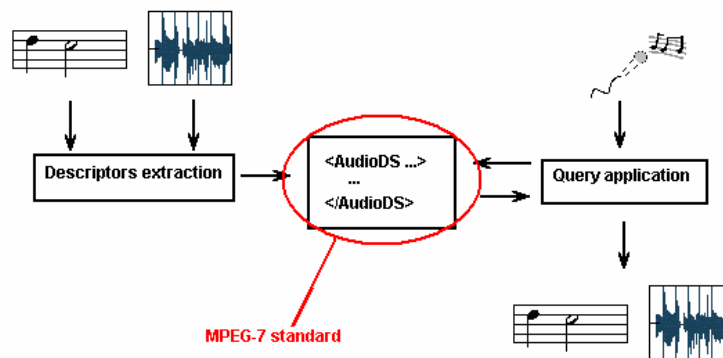 Descriptors extraction
<AudioDS ...>
...
</AudioDS>
Query application
MPEG-7 standard